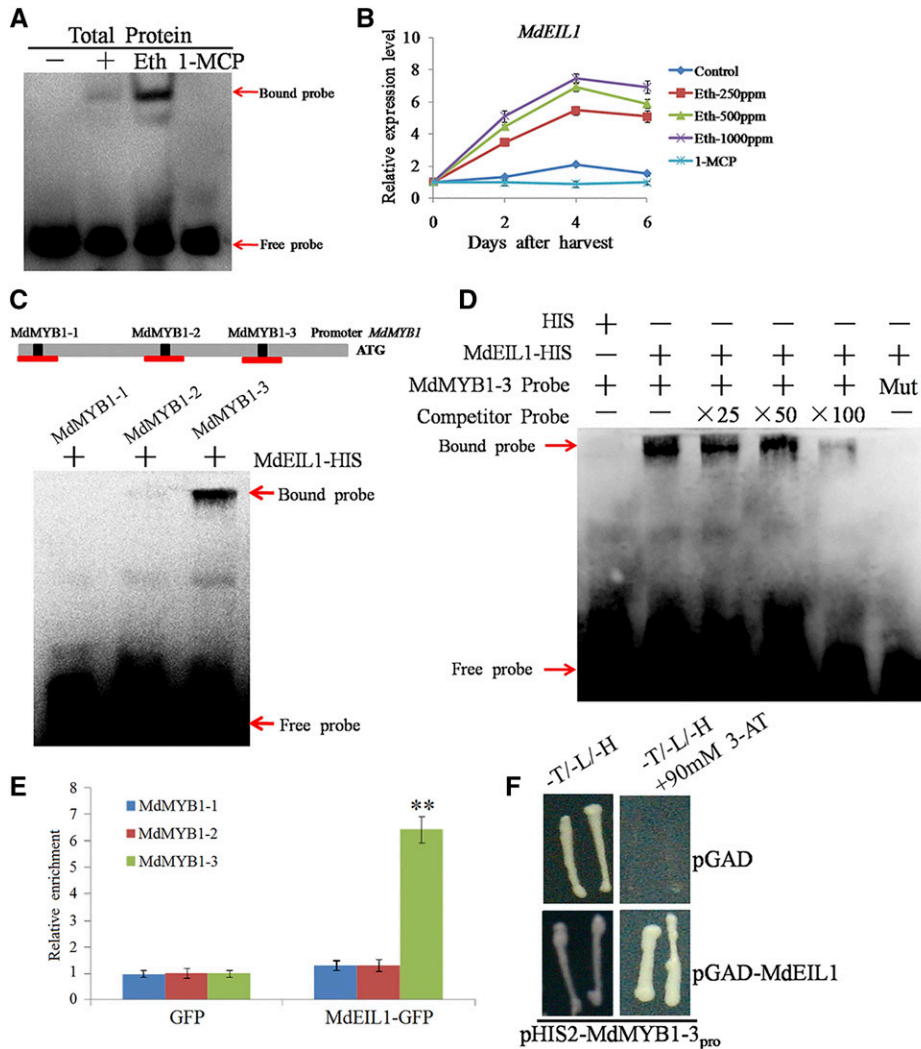 A
Total Protein
− + Eth 1-MCP
Bound probe
Free probe
B
MdEIL1
Relative expression level
10
8
6
4
2
0
0 2 4 6
Days after harvest
Control
Eth-250ppm
Eth-500ppm
Eth-1000ppm
1-MCP
C
MdMYB1-1 MdMYB1-2 MdMYB1-3 Promoter MdMYB1
ATG
MdMYB1-1 MdMYB1-2 MdMYB1-3
+ + + MdEIL1-HIS
Bound probe
Free probe
D
HIS + − − − − −
MdEIL1-HIS − + + + + +
MdMYB1-3 Probe + + + + + Mut
Competitor Probe − − ×25 ×50 ×100 −
Bound probe
Free probe
E
Relative enrichment
8
7
6
5
4
3
2
1
0
MdMYB1-1
MdMYB1-2
MdMYB1-3
**
GFP MdEIL1-GFP
F
-T/-L/-H
-T/-L/-H
+90mM 3-AT
pGAD
pGAD-MdEIL1
pHIS2-MdMYB1-3pro